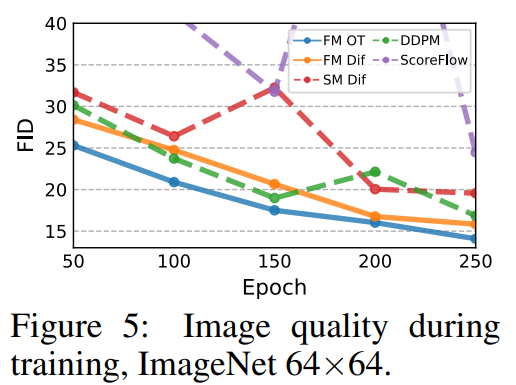 40
35
30
25
20
15
FID
FM OT
FM Dif
SM Dif
DDPM
ScoreFlow
50 100 150 200 250
Epoch
Figure 5: Image quality during
training, ImageNet 64×64.